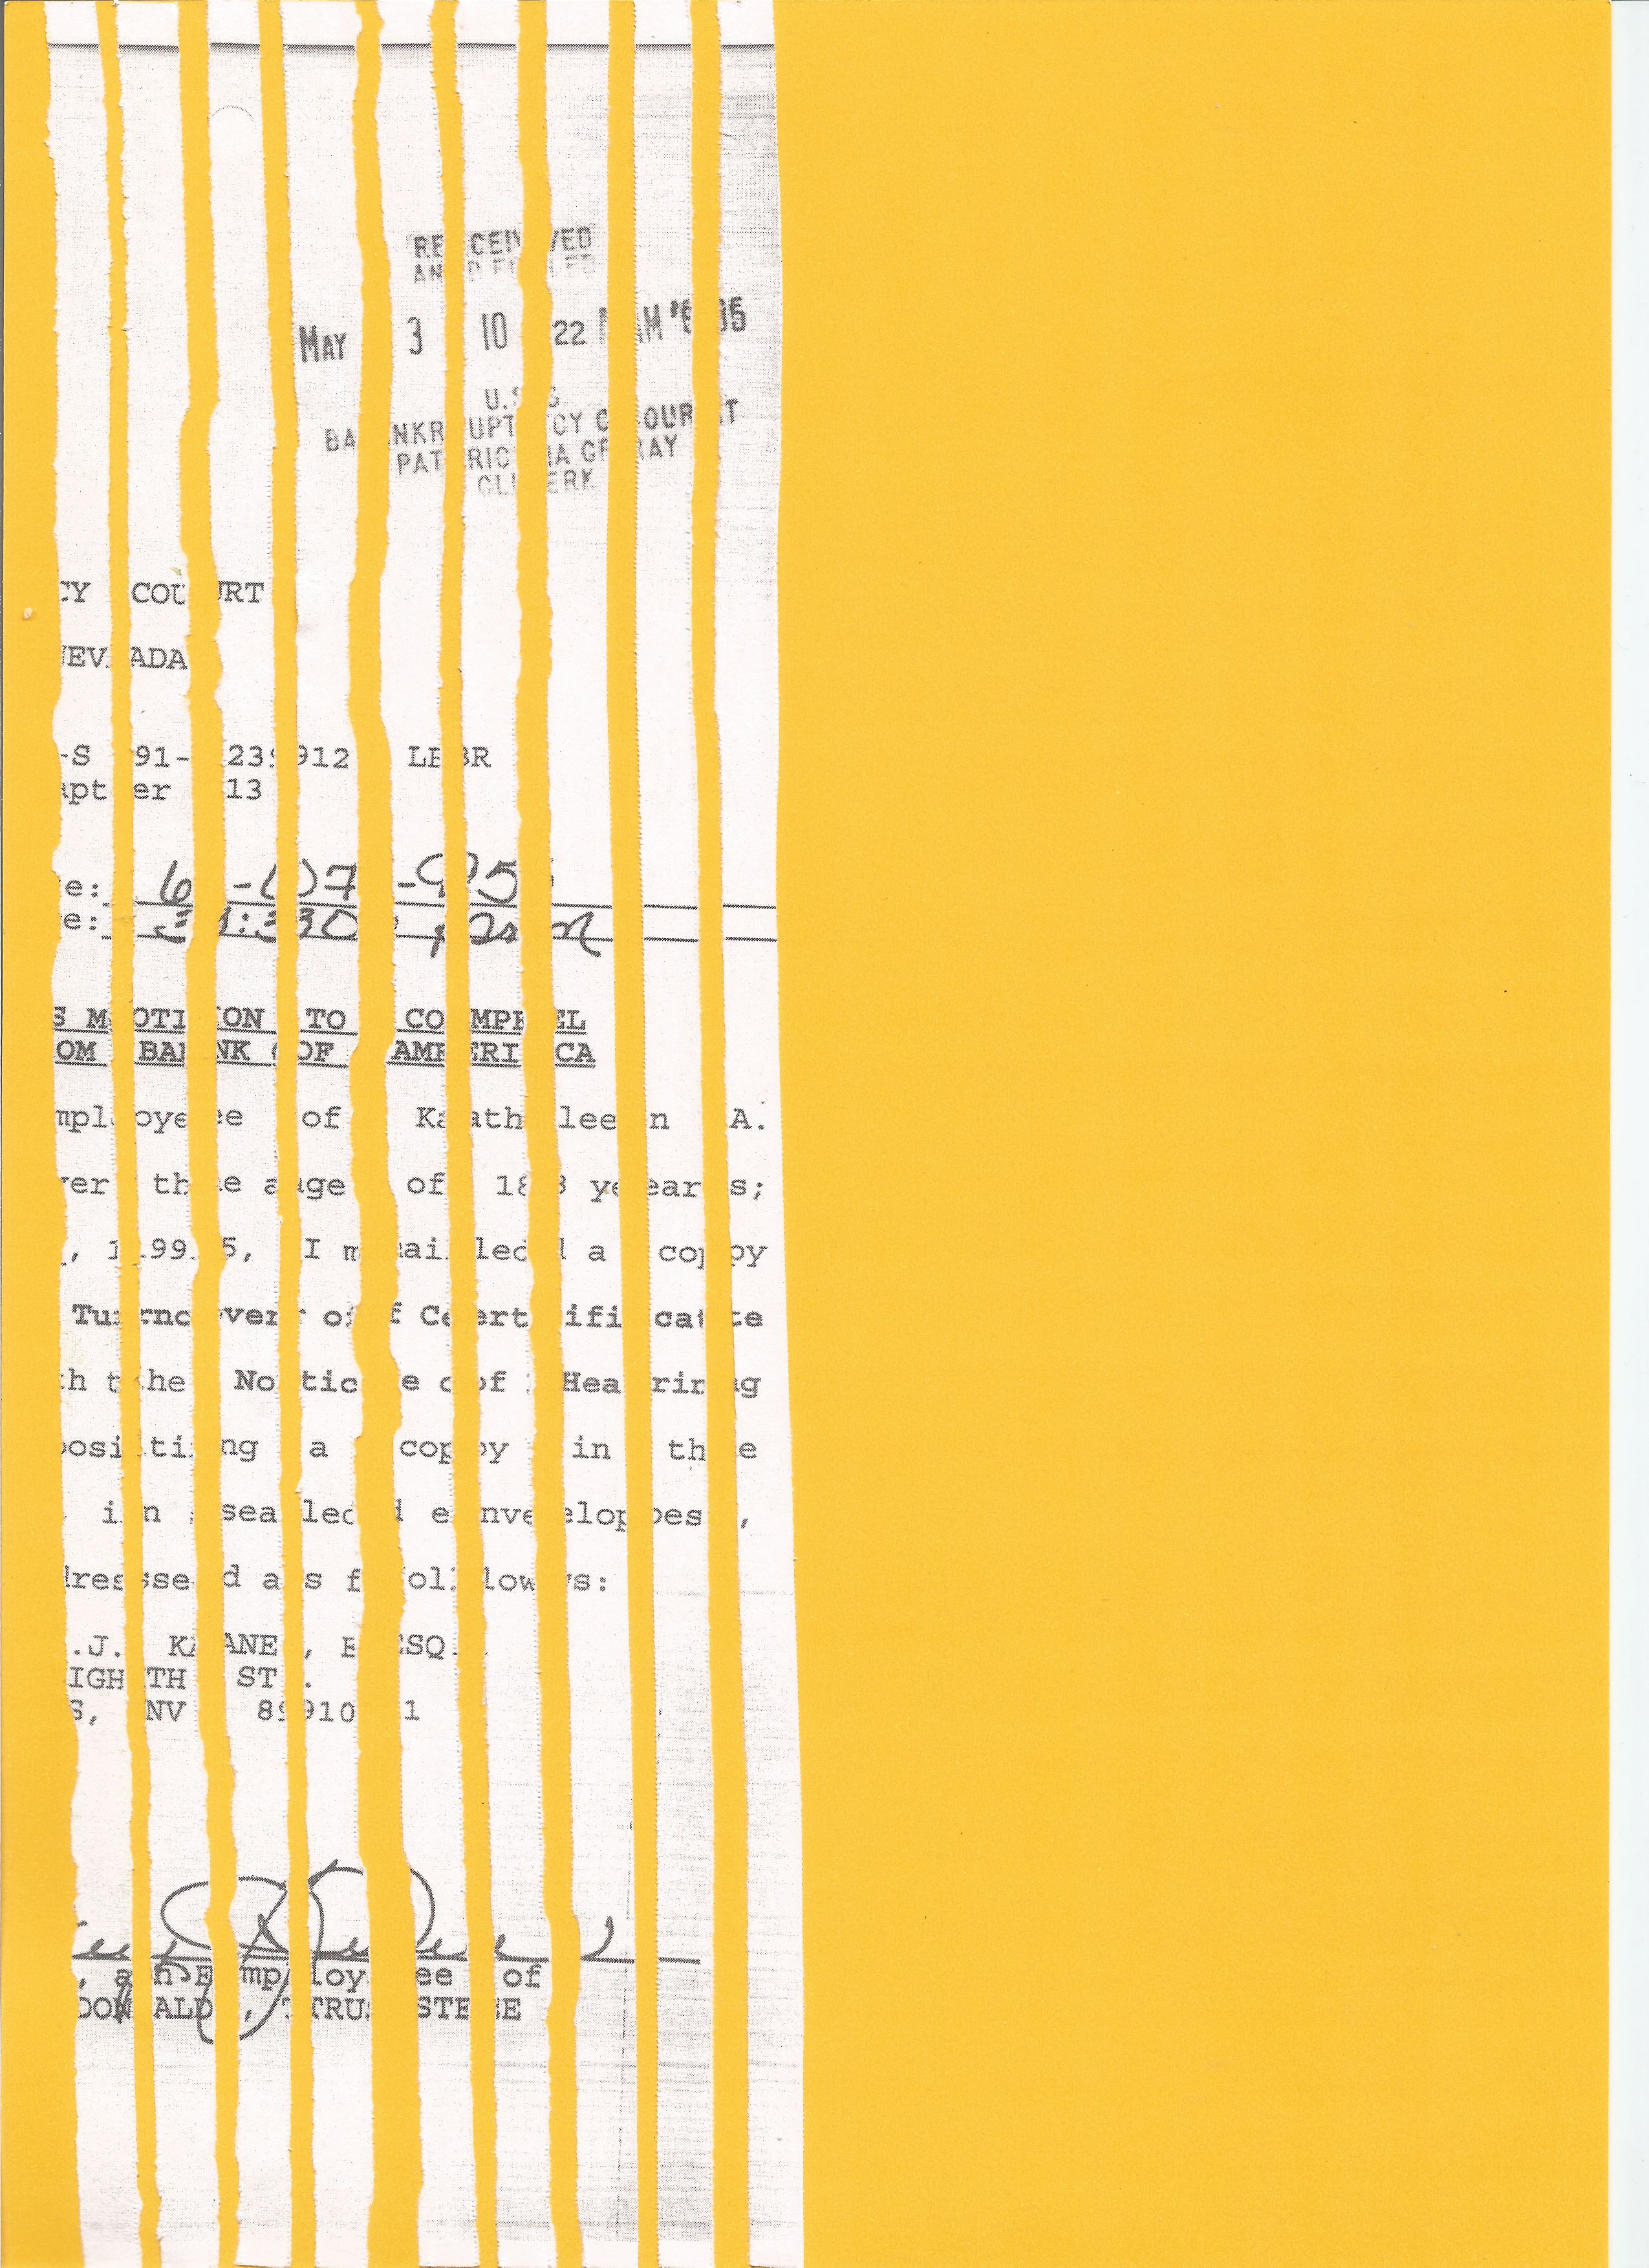 RECEIVED
AND FILED
MAY 3 10 22 AM '95
U.S.
BANKRUPTCY COURT
PATRICIA GRAY
CLERK
CY COURT
NEVADA
-S 91-23912 LBR
apter 13
e: 6-07-95
e: 3:30 pm
S MOTION TO COMPEL
OM BANK OF AMERICA
mployee of Kathleen A.
ver the age of 18 years;
, 1995, I mailed a copy
Turnover of Certificate
th the Notice of Hearing
positing a copy in the
in sealed envelopes,
dressed as follows:
.J. KANE, ESQ.
IGHTH ST.
S, NV 89101
, an Employee of
DONALD, TRUSTEE